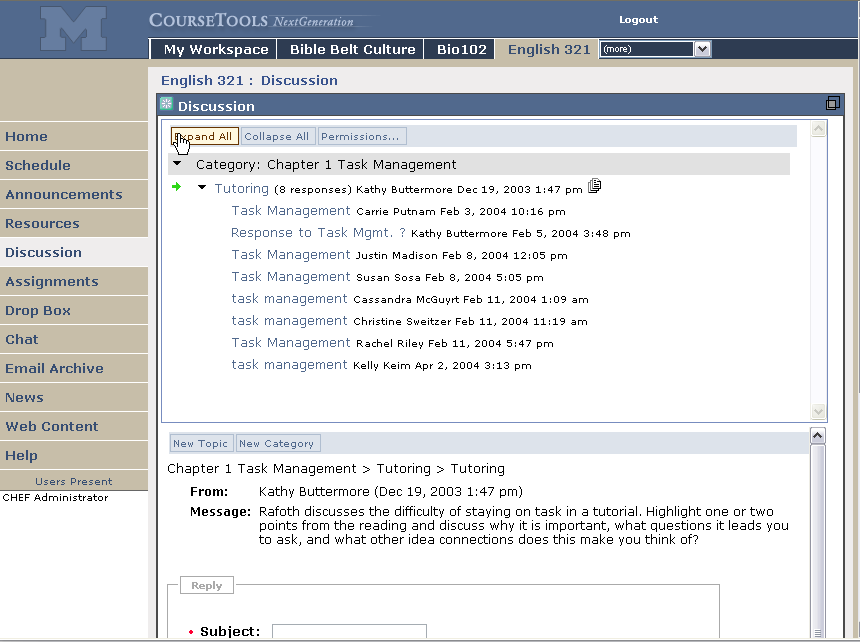 M
COURSETOOLS NextGeneration
Logout
My Workspace Bible Belt Culture Bio102 English 321 (more)
English 321 : Discussion
Discussion
Expand All Collapse All Permissions...
Category: Chapter 1 Task Management
Tutoring (8 responses) Kathy Buttermore Dec 19, 2003 1:47 pm
Task Management Carrie Putnam Feb 3, 2004 10:16 pm
Response to Task Mgmt. ? Kathy Buttermore Feb 5, 2004 3:48 pm
Task Management Justin Madison Feb 8, 2004 12:05 pm
Task Management Susan Sosa Feb 8, 2004 5:05 pm
task management Cassandra McGuyrt Feb 11, 2004 1:09 am
task management Christine Sweitzer Feb 11, 2004 11:19 am
Task Management Rachel Riley Feb 11, 2004 5:47 pm
task management Kelly Keim Apr 2, 2004 3:13 pm
Home
Schedule
Announcements
Resources
Discussion
Assignments
Drop Box
Chat
Email Archive
News
Web Content
Help
Users Present
CHEF Administrator
New Topic New Category
Chapter 1 Task Management > Tutoring > Tutoring
From: Kathy Buttermore (Dec 19, 2003 1:47 pm)
Message: Rafoth discusses the difficulty of staying on task in a tutorial. Highlight one or two
points from the reading and discuss why it is important, what questions it leads you
to ask, and what other idea connections does this make you think of?
Reply
• Subject: